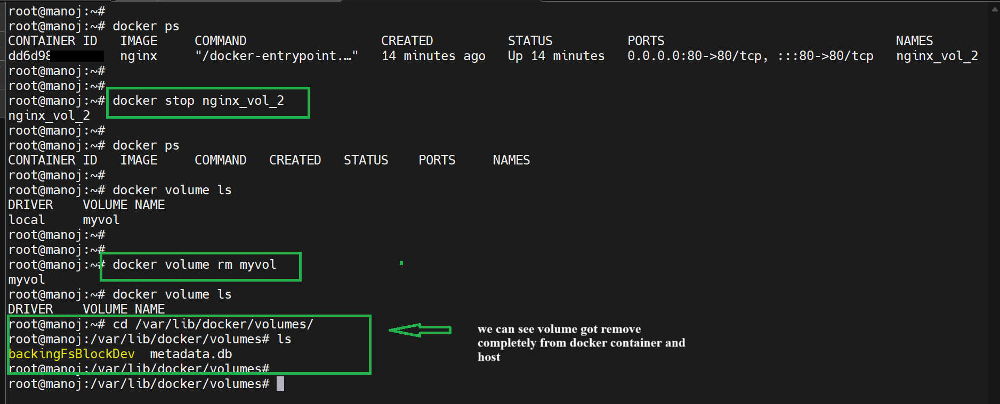 root@manoj:~#
root@manoj:~# docker ps
CONTAINER ID   IMAGE     COMMAND                  CREATED          STATUS          PORTS                               NAMES
dd6d98   nginx     "/docker-entrypoint.…"   14 minutes ago   Up 14 minutes   0.0.0.0:80->80/tcp, :::80->80/tcp   nginx_vol_2
root@manoj:~#
root@manoj:~#
root@manoj:~# docker stop nginx_vol_2
nginx_vol_2
root@manoj:~#
root@manoj:~# docker ps
CONTAINER ID   IMAGE     COMMAND   CREATED   STATUS    PORTS     NAMES
root@manoj:~#
root@manoj:~# docker volume ls
DRIVER    VOLUME NAME
local     myvol
root@manoj:~#
root@manoj:~#
root@manoj:~# docker volume rm myvol
myvol
root@manoj:~# docker volume ls
DRIVER    VOLUME NAME
root@manoj:~# cd /var/lib/docker/volumes/
root@manoj:/var/lib/docker/volumes# ls
backingFsBlockDev  metadata.db
root@manoj:/var/lib/docker/volumes#
root@manoj:/var/lib/docker/volumes#
we can see volume got remove
completely from docker container and
host